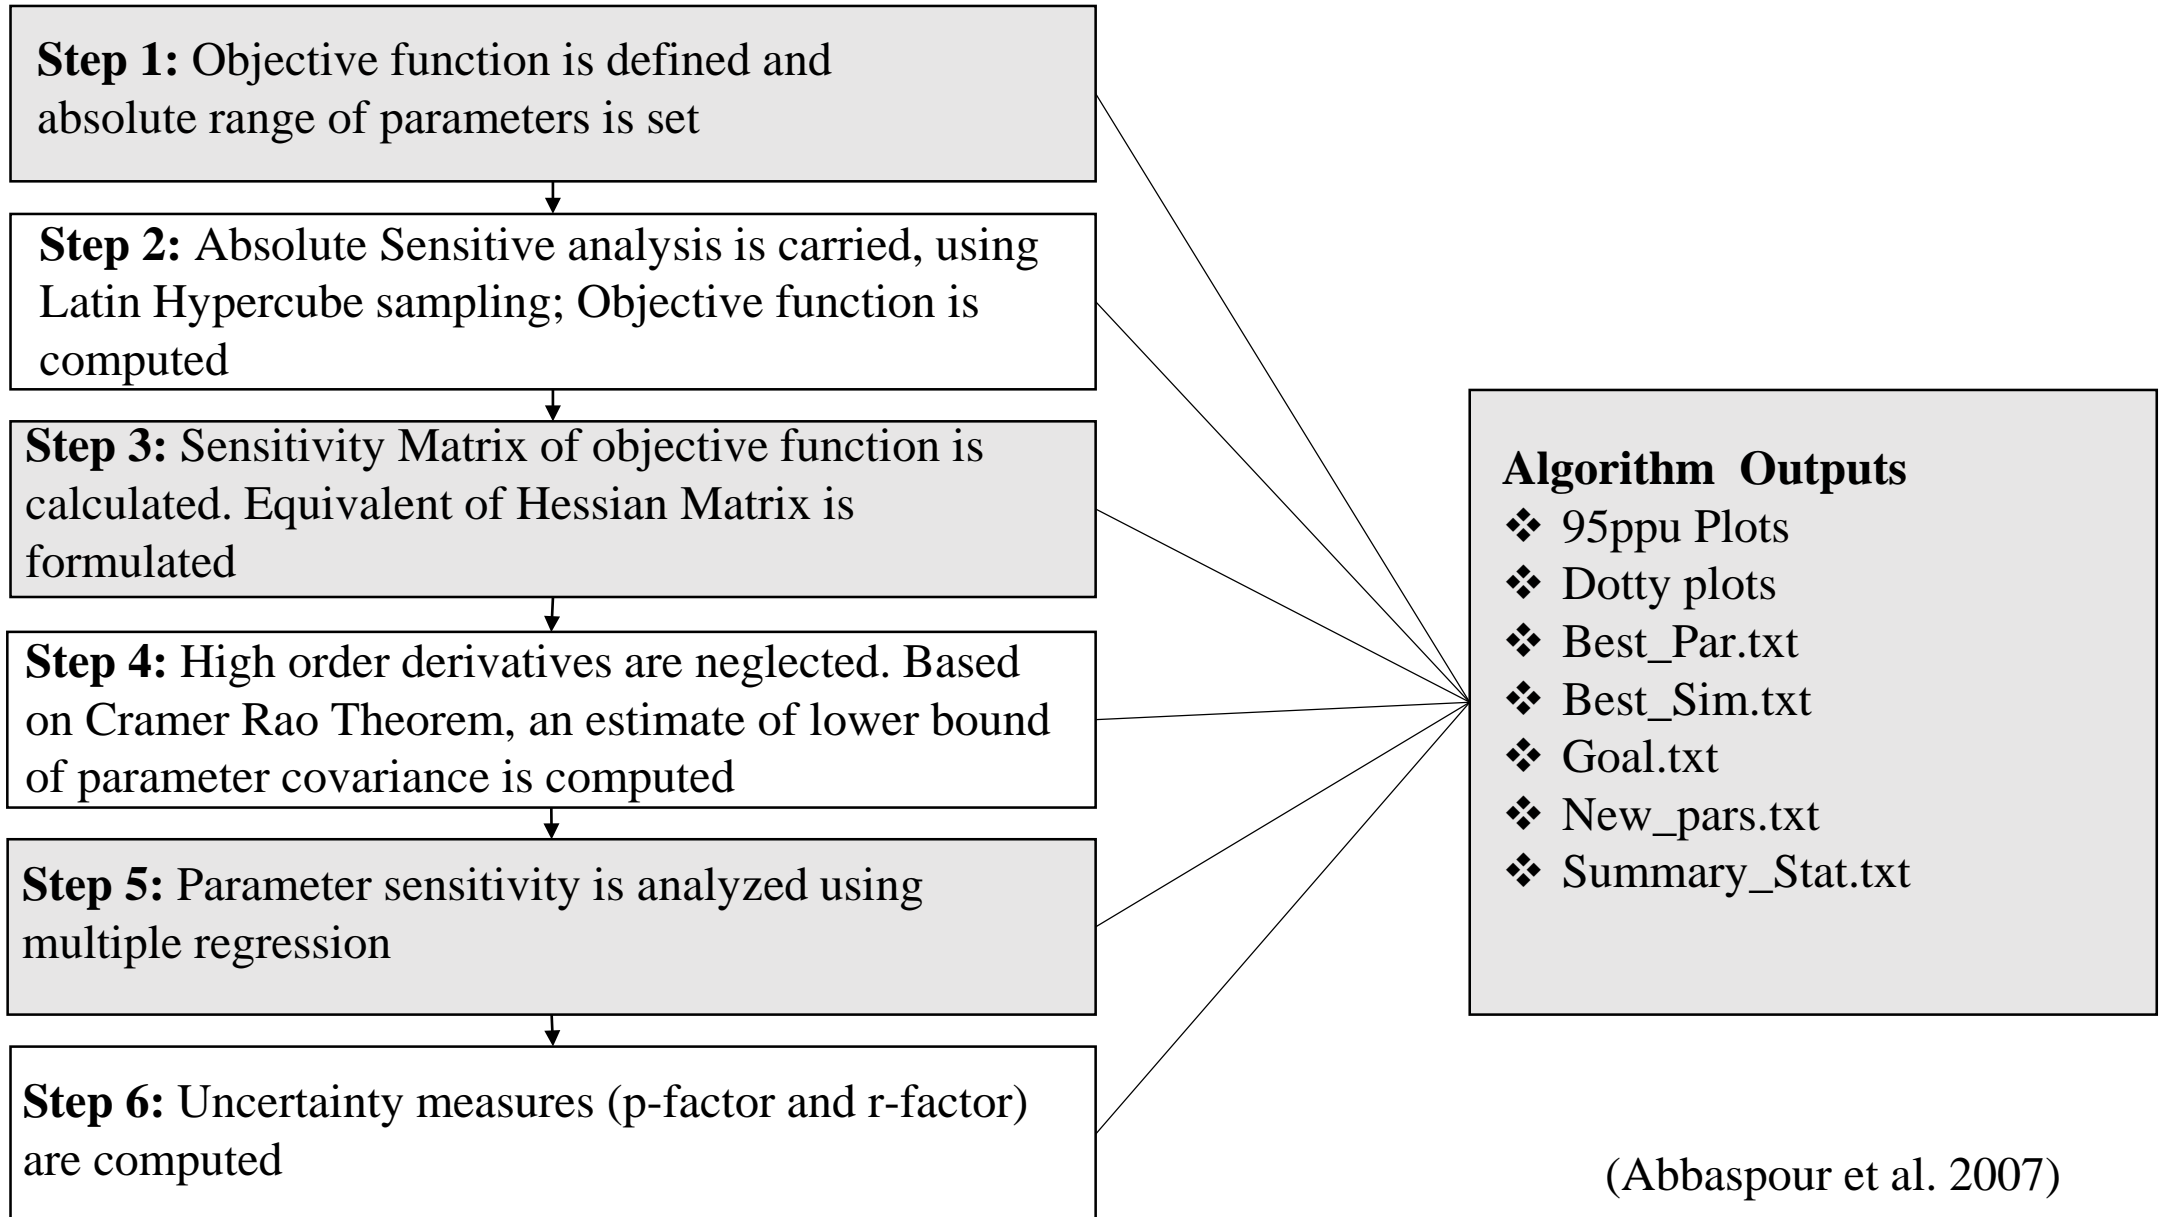 Step 1: Objective function is defined and
absolute range of parameters is set
Step 2: Absolute Sensitive analysis is carried, using
Latin Hypercube sampling; Objective function is
computed
Step 3: Sensitivity Matrix of objective function is
calculated. Equivalent of Hessian Matrix is
formulated
Step 4: High order derivatives are neglected. Based
on Cramer Rao Theorem, an estimate of lower bound
of parameter covariance is computed
Step 5: Parameter sensitivity is analyzed using
multiple regression
Step 6: Uncertainty measures (p-factor and r-factor)
are computed
Algorithm Outputs
❖ 95ppu Plots
❖ Dotty plots
❖ Best_Par.txt
❖ Best_Sim.txt
❖ Goal.txt
❖ New_pars.txt
❖ Summary_Stat.txt
(Abbaspour et al. 2007)